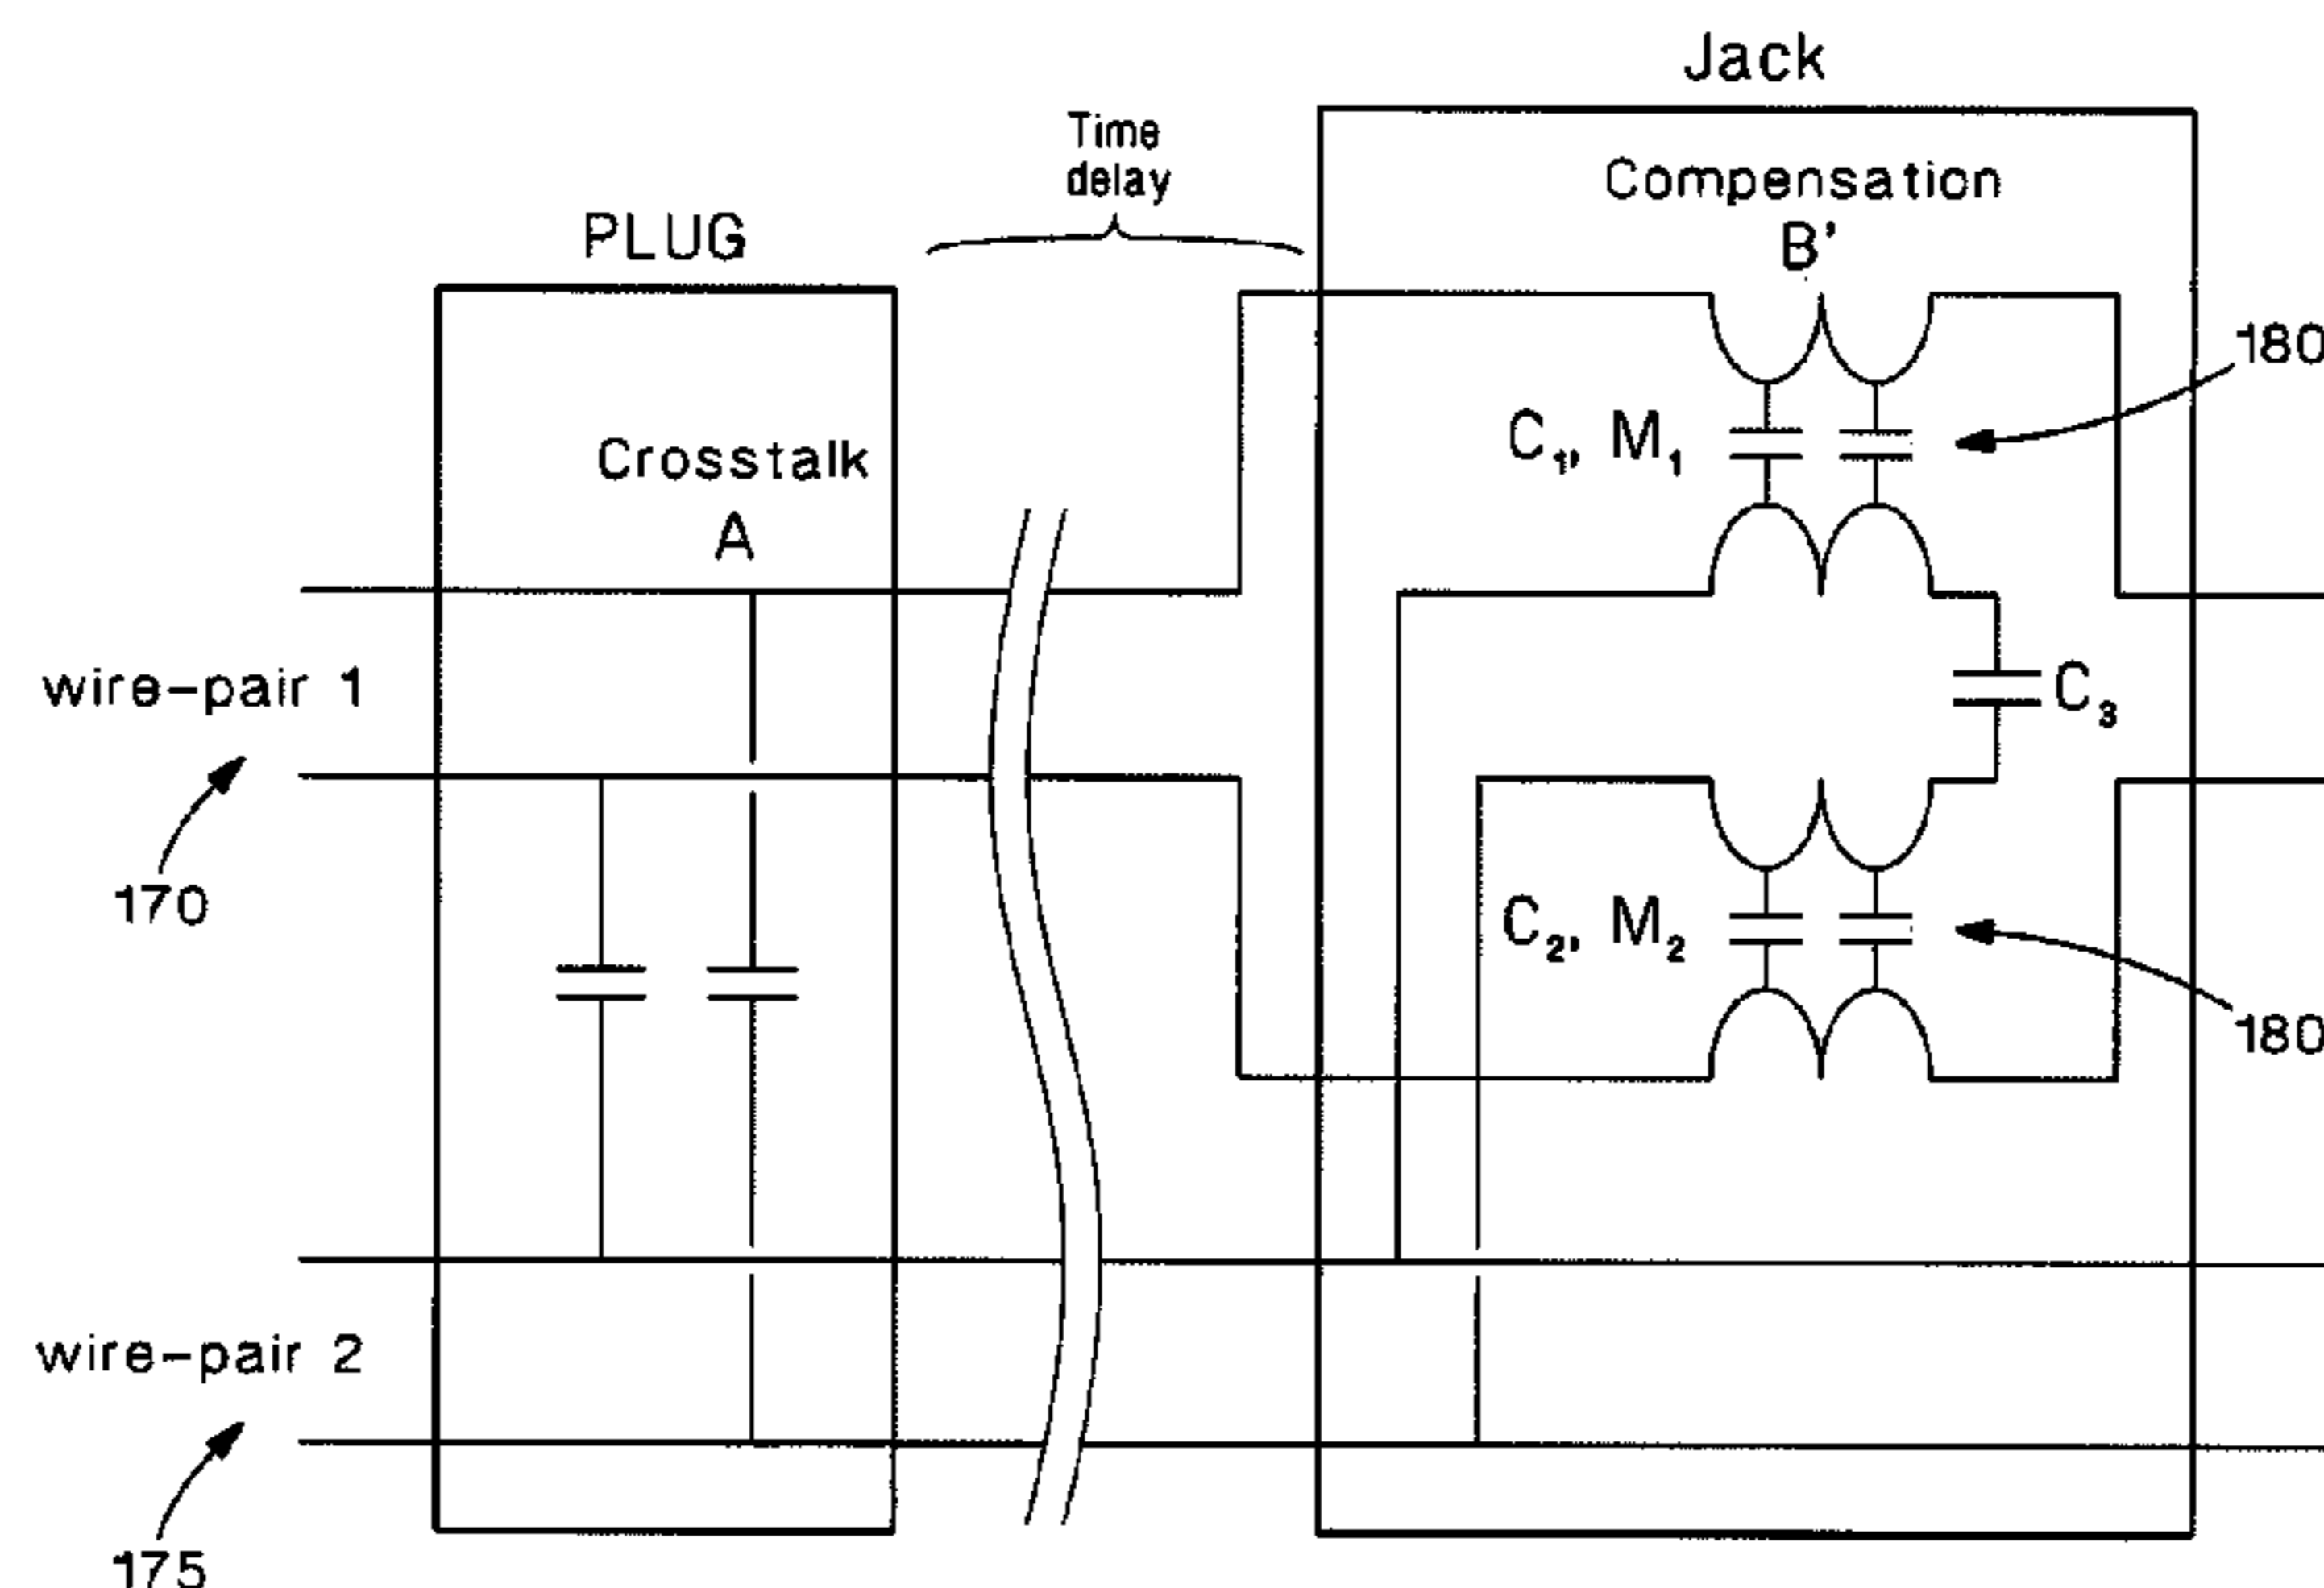 Jack
Time
delay
Compensation
B'
PLUG
180
Crosstalk
A
C₁, M₁
wire-pair 1
C₃
170
C₂, M₂
180
wire-pair 2
175